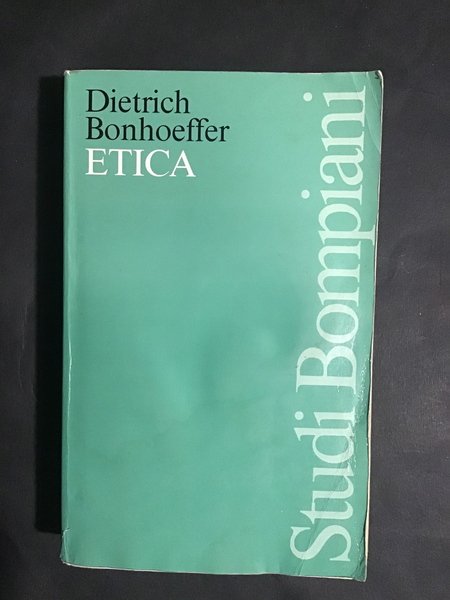 Dietrich
Bonhoeffer
ETICA
Studi Bompiani